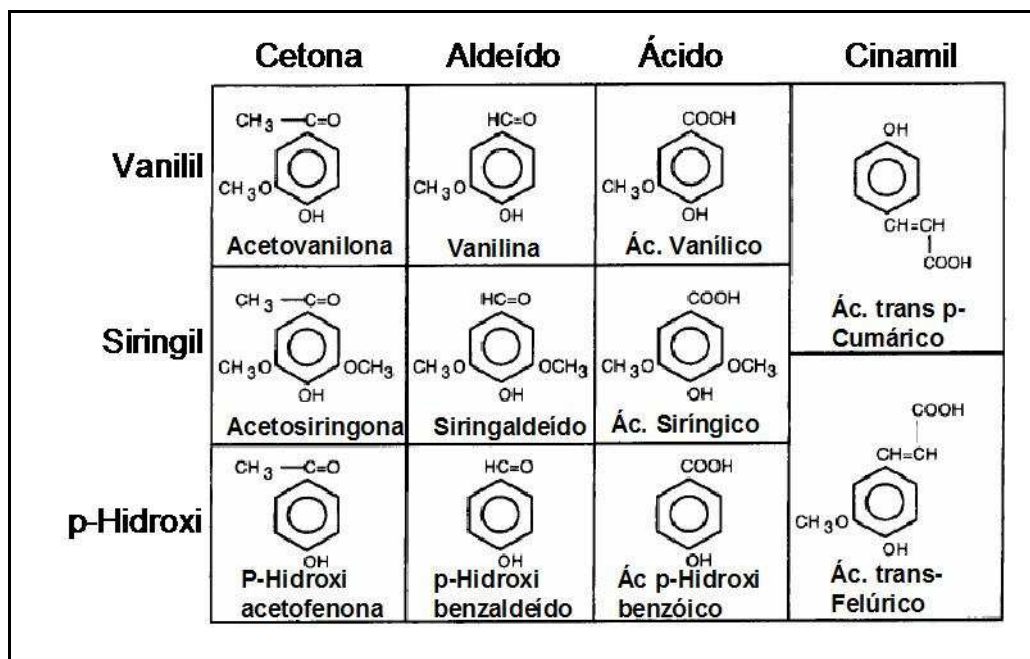 Cetona Aldeído Ácido Cinamil
Vanilil
CH3 C=O
CH3O
OH
Acetovanilona
HC=O
CH3O
OH
Vanilina
COOH
CH3O
OH
Ác. Vanílico
OH
CH=CH
COOH
Ác. trans p-
Cumárico
Siringil
CH3 C=O
CH3O OCH3
OH
Acetosiringona
HC=O
CH3O OCH3
OH
Siringaldeído
COOH
CH3O OCH3
OH
Ác. Siríngico
p-Hidroxi
CH3 C=O
OH
P-Hidroxi
acetofenona
HC=O
OH
p-Hidroxi
benzaldeído
COOH
OH
Ác p-Hidroxi
benzóico
COOH
CH=CH
CH3O
OH
Ác. trans-
Felúrico